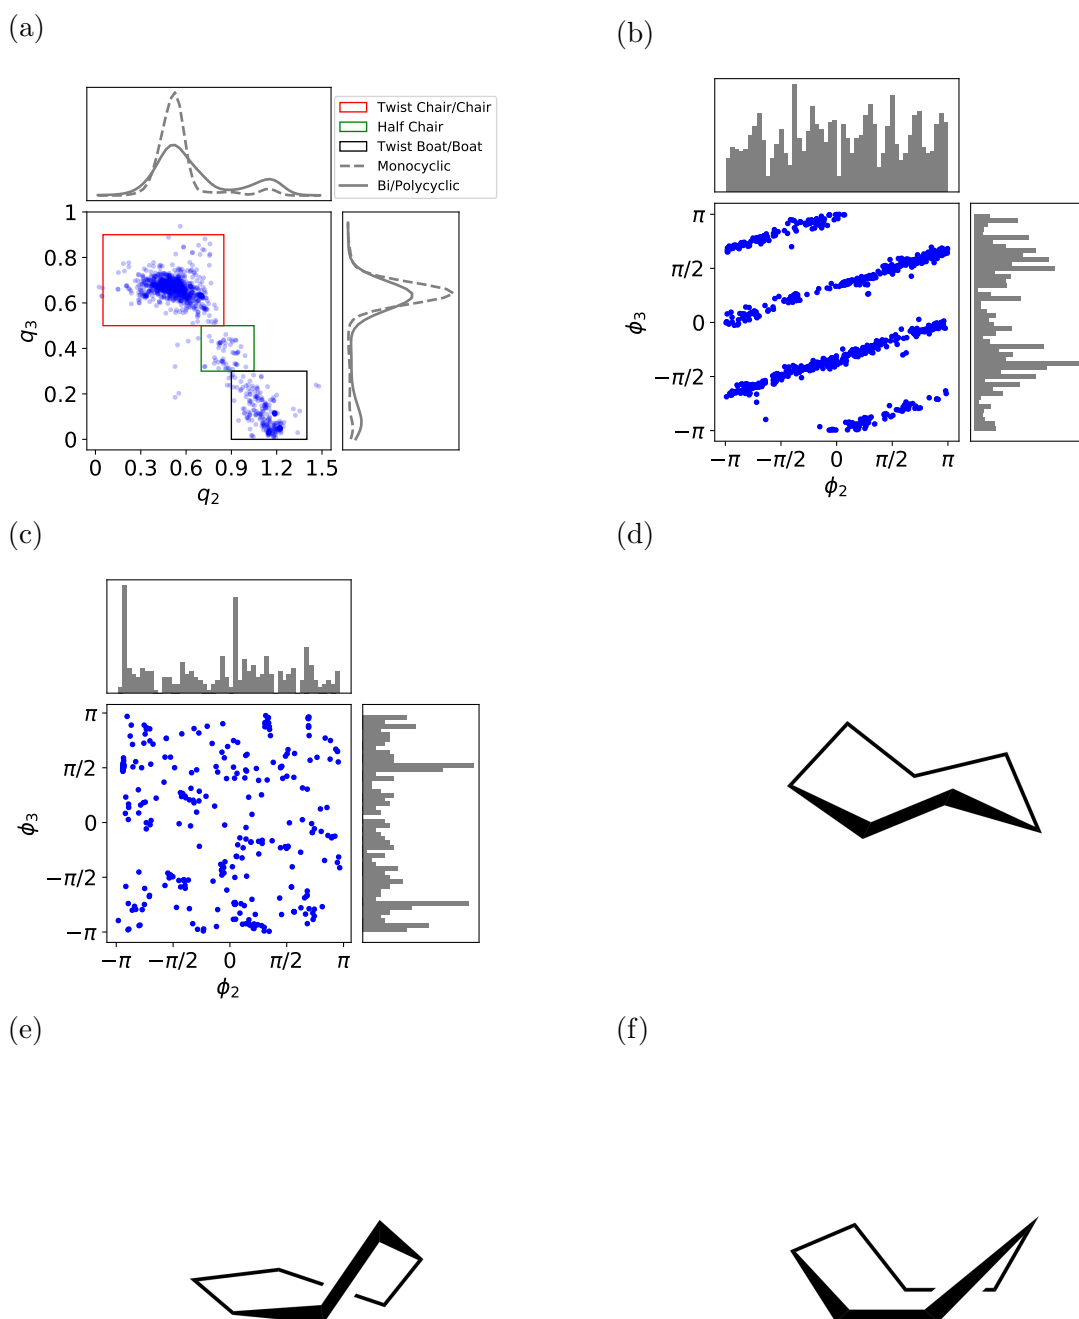 (a)
Twist Chair/Chair
Half Chair
Twist Boat/Boat
Monocyclic
Bi/Polycyclic
1
0.8
0.6
0.4
0.2
0
q₃
0 0.3 0.6 0.9 1.2 1.5
q₂
(b)
π
π/2
0
−π/2
−π
ϕ₃
−π −π/2 0 π/2 π
ϕ₂
(c)
π
π/2
0
−π/2
−π
ϕ₃
−π −π/2 0 π/2 π
ϕ₂
(d)
(e)
(f)